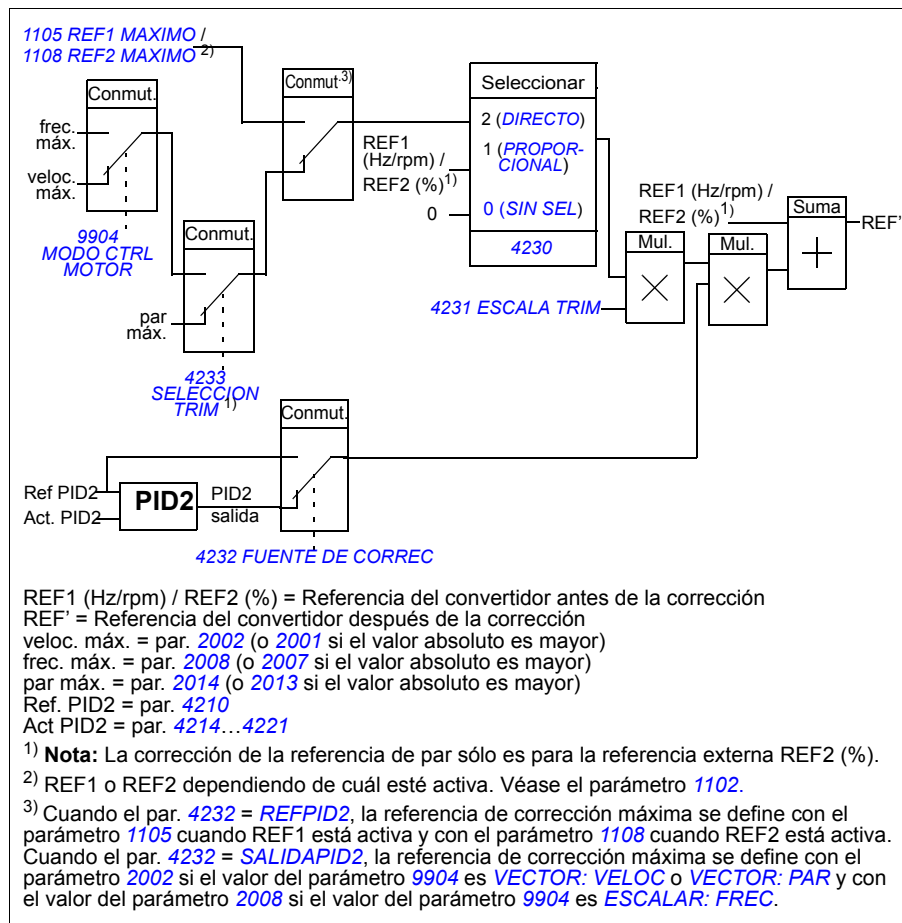 1105 REF1 MAXIMO /
1108 REF2 MAXIMO 2)
Conmut.
frec.
máx.
veloc.
máx.
9904
MODO CTRL
MOTOR
Conmut.
par
máx.
4233
SELECCION
TRIM 1)
Conmut.3)
Seleccionar
2 (DIRECTO)
1 (PROPOR-
CIONAL)
0 (SIN SEL)
4230
REF1
(Hz/rpm) /
REF2 (%)1)
0
REF1 (Hz/rpm) /
REF2 (%)1)
Mul.
Mul.
Suma
REF’
4231 ESCALA TRIM
Conmut.
Ref PID2
Act. PID2
PID2
PID2
salida
4232 FUENTE DE CORREC
REF1 (Hz/rpm) / REF2 (%) = Referencia del convertidor antes de la corrección
REF’ = Referencia del convertidor después de la corrección
veloc. máx. = par. 2002 (o 2001 si el valor absoluto es mayor)
frec. máx. = par. 2008 (o 2007 si el valor absoluto es mayor)
par máx. = par. 2014 (o 2013 si el valor absoluto es mayor)
Ref. PID2 = par. 4210
Act PID2 = par. 4214…4221
1) Nota: La corrección de la referencia de par sólo es para la referencia externa REF2 (%).
2) REF1 o REF2 dependiendo de cuál esté activa. Véase el parámetro 1102.
3) Cuando el par. 4232 = REFPID2, la referencia de corrección máxima se define con el
parámetro 1105 cuando REF1 está activa y con el parámetro 1108 cuando REF2 está activa.
Cuando el par. 4232 = SALIDAPID2, la referencia de corrección máxima se define con el
parámetro 2002 si el valor del parámetro 9904 es VECTOR: VELOC o VECTOR: PAR y con
el valor del parámetro 2008 si el valor del parámetro 9904 es ESCALAR: FREC.